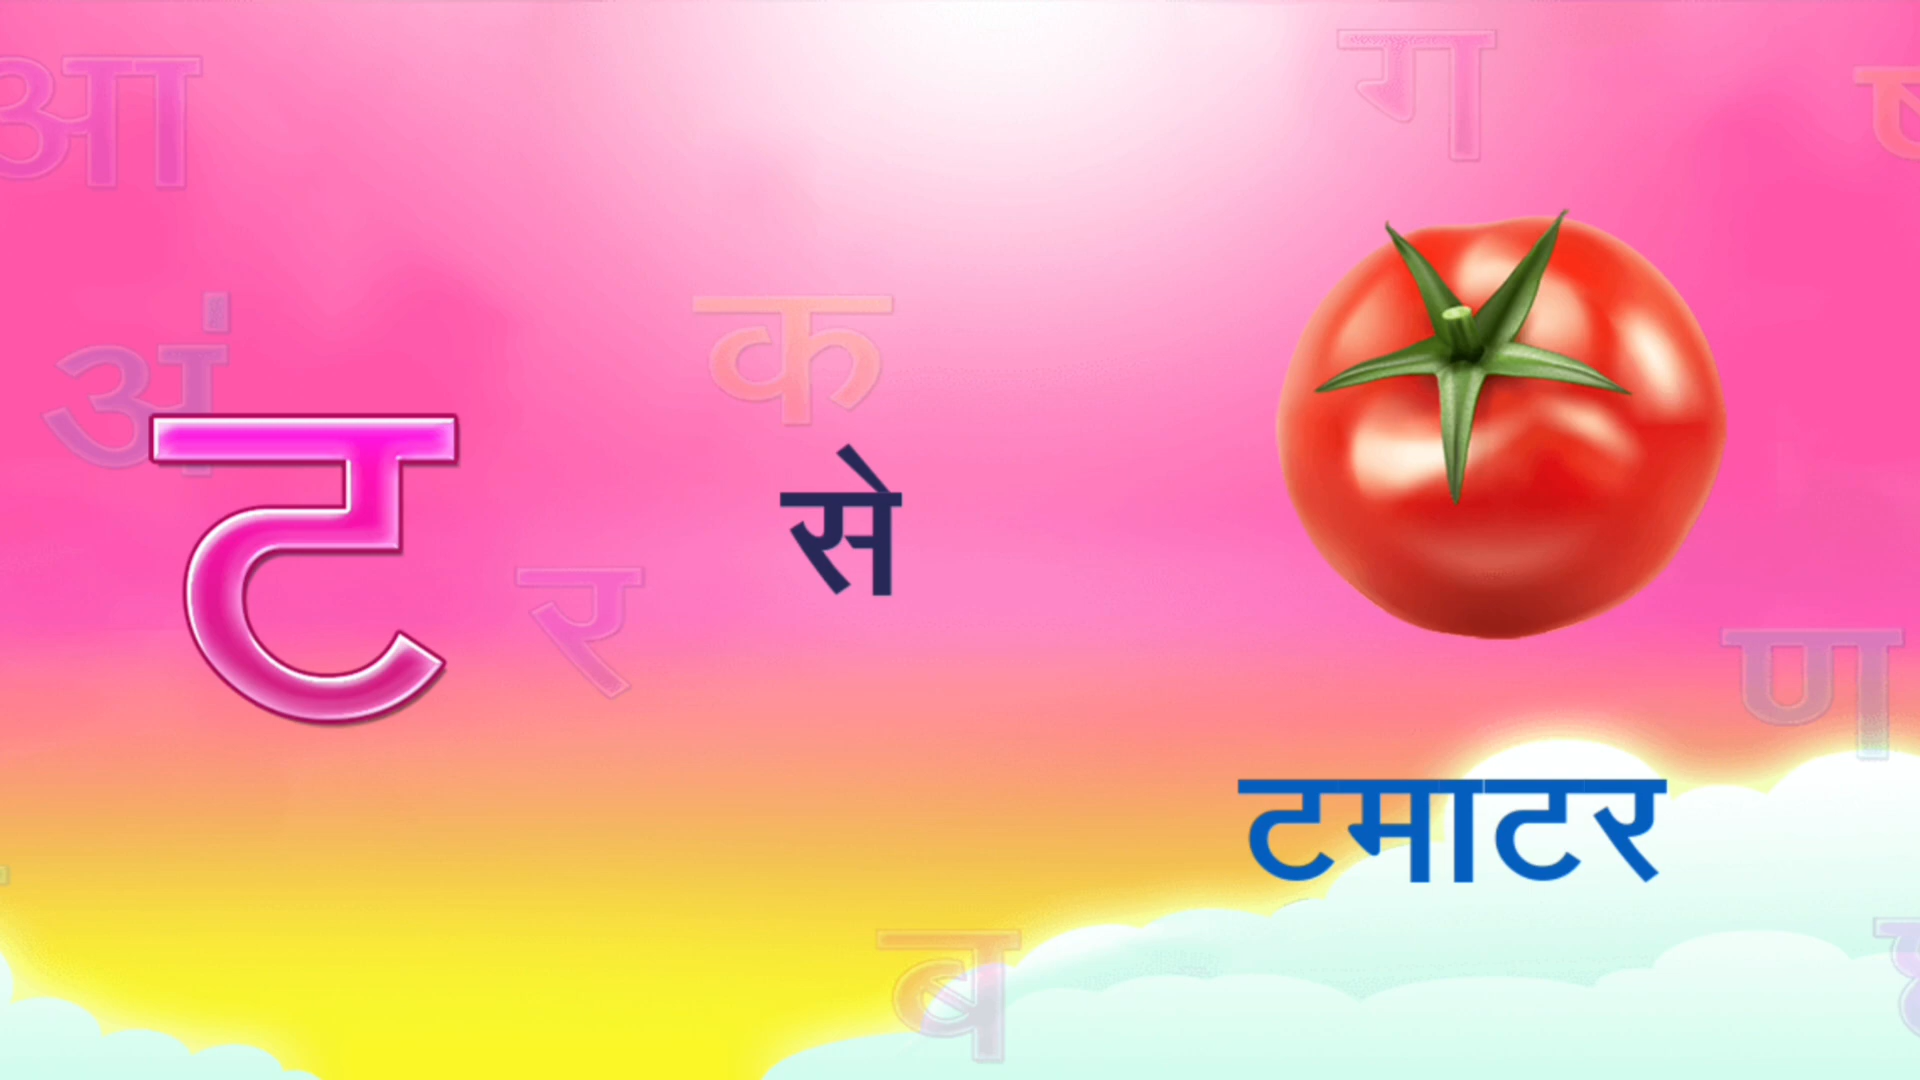 आ
ग
अं
क
ट
से
र
ण
टमाटर
ब